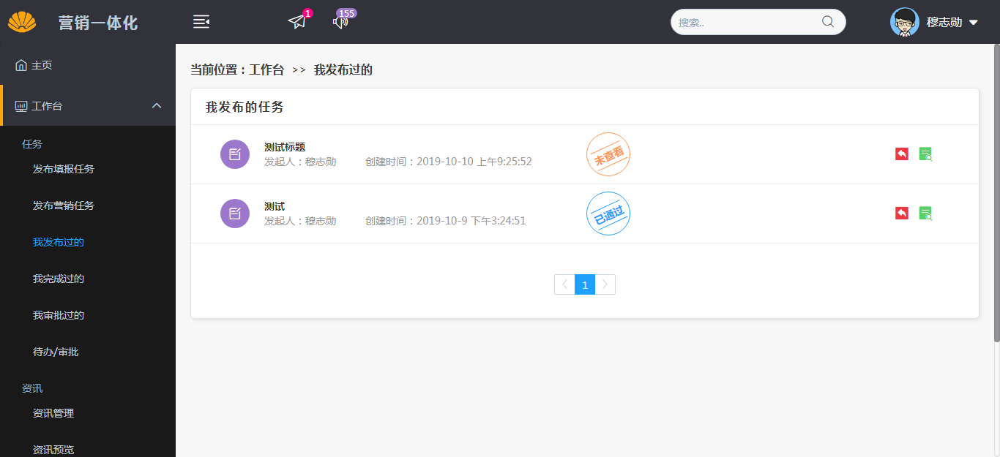 营销一体化
1
155
搜索..
穆志勋
主页
工作台
任务
发布填报任务
发布营销任务
我发布过的
我完成过的
我审批过的
待办/审批
资讯
资讯管理
资讯预览
当前位置：工作台 >> 我发布过的
我发布的任务
测试标题
发起人：穆志勋 创建时间：2019-10-10 上午9:25:52
未查看
测试
发起人：穆志勋 创建时间：2019-10-9 下午3:24:51
已通过
1